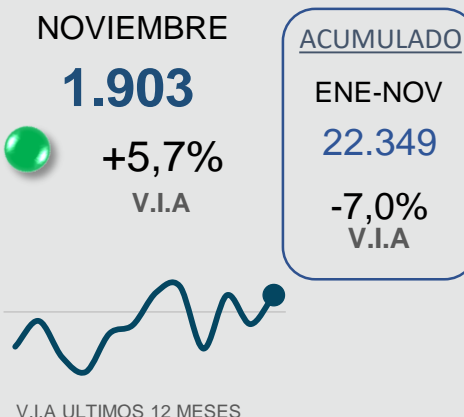 NOVIEMBRE
1.903
+5,7%
V.I.A
ACUMULADO
ENE-NOV
22.349
-7,0%
V.I.A
V.I.A ULTIMOS 12 MESES